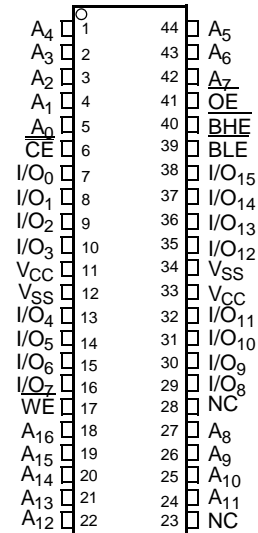 A4 1 44 A5
A3 2 43 A6
A2 3 42 A7
A1 4 41 OE
A0 5 40 BHE
CE 6 39 BLE
I/O0 7 38 I/O15
I/O1 8 37 I/O14
I/O2 9 36 I/O13
I/O3 10 35 I/O12
VCC 11 34 VSS
VSS 12 33 VCC
I/O4 13 32 I/O11
I/O5 14 31 I/O10
I/O6 15 30 I/O9
I/O7 16 29 I/O8
WE 17 28 NC
A16 18 27 A8
A15 19 26 A9
A14 20 25 A10
A13 21 24 A11
A12 22 23 NC